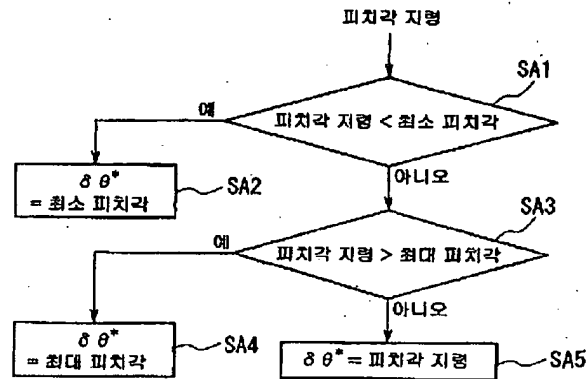 피치각 지령
SA1
예
피치각 지령 < 최소 피치각
δθ*
= 최소 피치각
SA2
아니오
SA3
예
피치각 지령 > 최대 피치각
아니오
δθ*
= 최대 피치각
SA4
δθ* = 피치각 지령
SA5